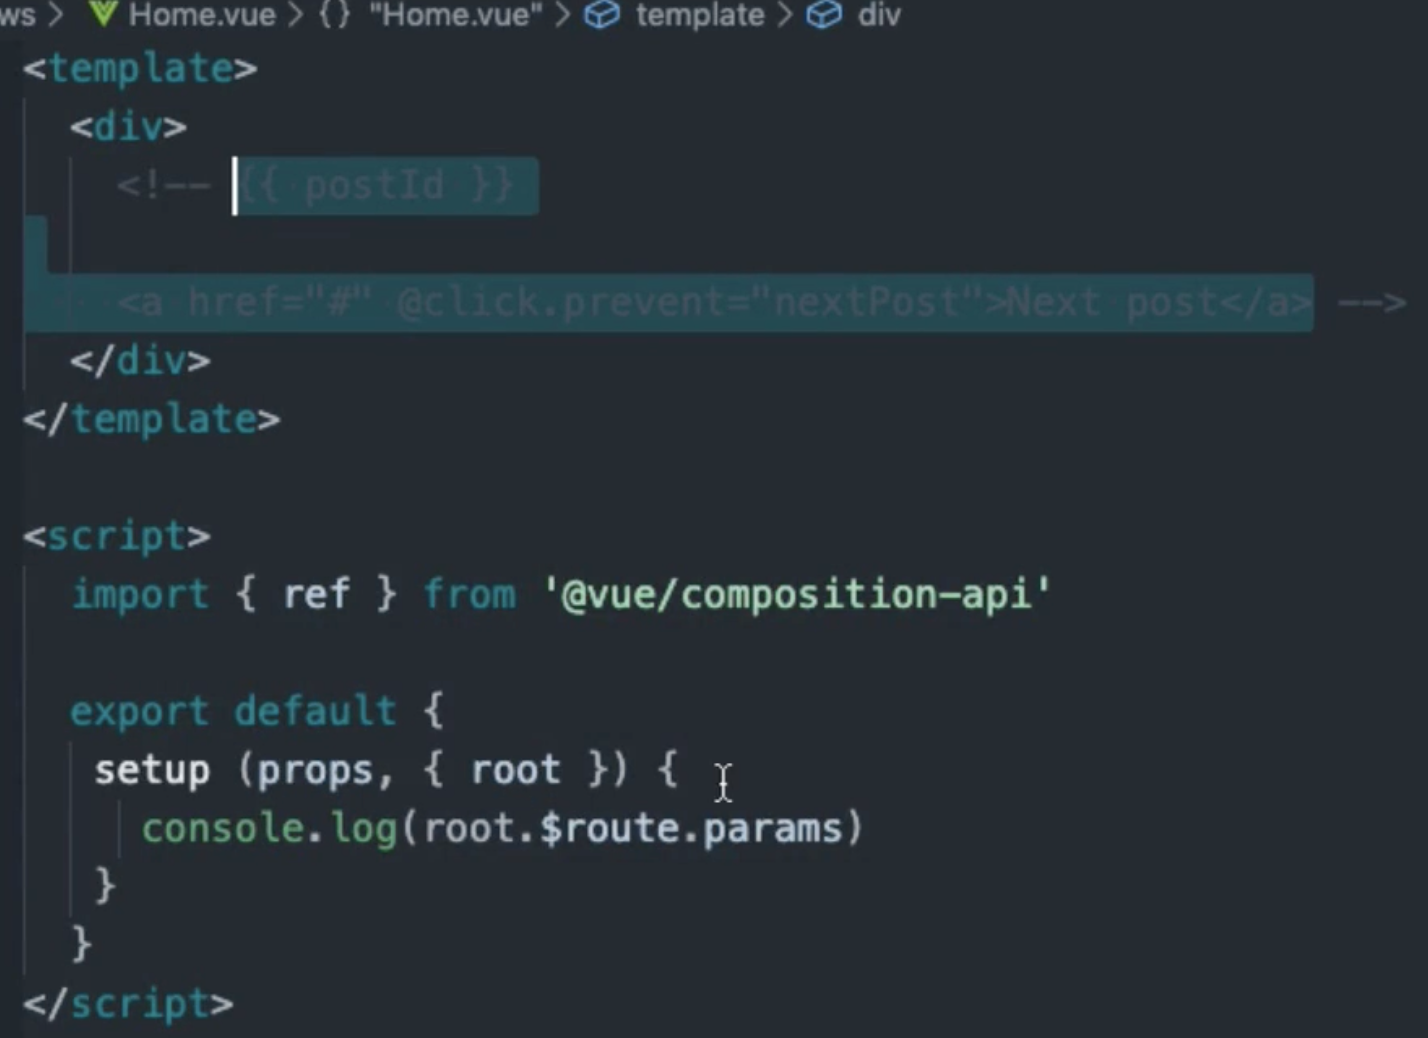 ws > Home.vue > {} "Home.vue" > template > div
<template>
<div>
<!-- {{ postId }}
<a href="#" @click.prevent="nextPost">Next post</a> -->
</div>
</template>
<script>
import { ref } from '@vue/composition-api'
export default {
setup (props, { root }) {
console.log(root.$route.params)
}
}
</script>